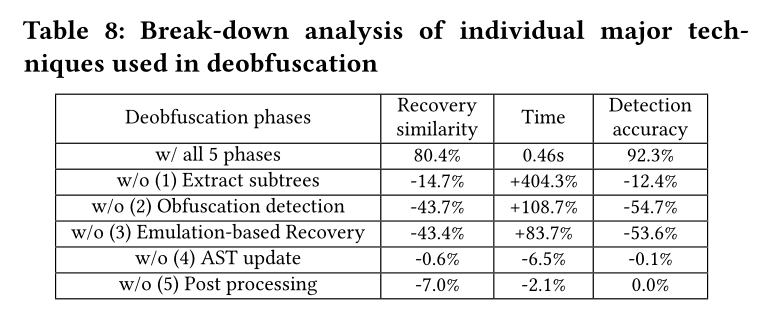 Table 8: Break-down analysis of individual major tech-
niques used in deobfuscation
Deobfuscation phases Recovery similarity Time Detection accuracy
w/ all 5 phases 80.4% 0.46s 92.3%
w/o (1) Extract subtrees -14.7% +404.3% -12.4%
w/o (2) Obfuscation detection -43.7% +108.7% -54.7%
w/o (3) Emulation-based Recovery -43.4% +83.7% -53.6%
w/o (4) AST update -0.6% -6.5% -0.1%
w/o (5) Post processing -7.0% -2.1% 0.0%